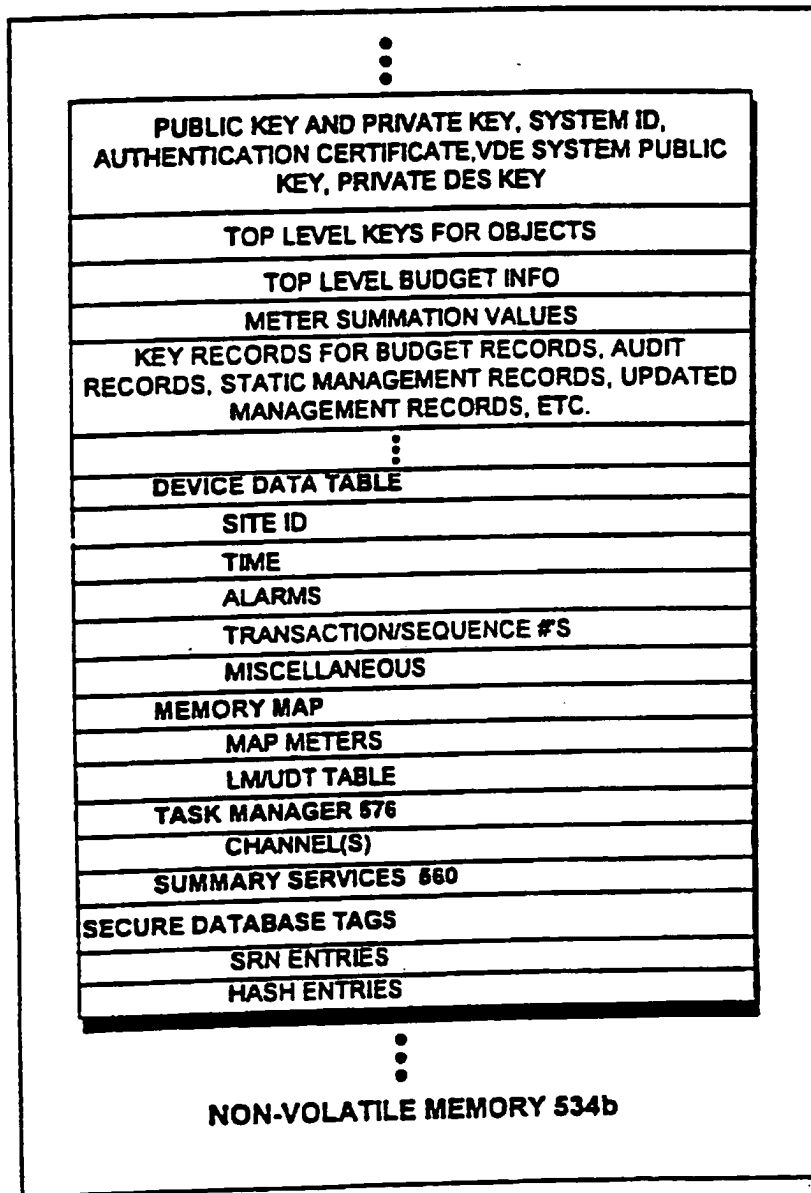 PUBLIC KEY AND PRIVATE KEY, SYSTEM ID,
AUTHENTICATION CERTIFICATE,VDE SYSTEM PUBLIC
KEY, PRIVATE DES KEY
TOP LEVEL KEYS FOR OBJECTS
TOP LEVEL BUDGET INFO
METER SUMMATION VALUES
KEY RECORDS FOR BUDGET RECORDS, AUDIT
RECORDS, STATIC MANAGEMENT RECORDS, UPDATED
MANAGEMENT RECORDS, ETC.
DEVICE DATA TABLE
SITE ID
TIME
ALARMS
TRANSACTION/SEQUENCE #'S
MISCELLANEOUS
MEMORY MAP
MAP METERS
LM/UDT TABLE
TASK MANAGER 576
CHANNEL(S)
SUMMARY SERVICES 560
SECURE DATABASE TAGS
SRN ENTRIES
HASH ENTRIES
NON-VOLATILE MEMORY 534b